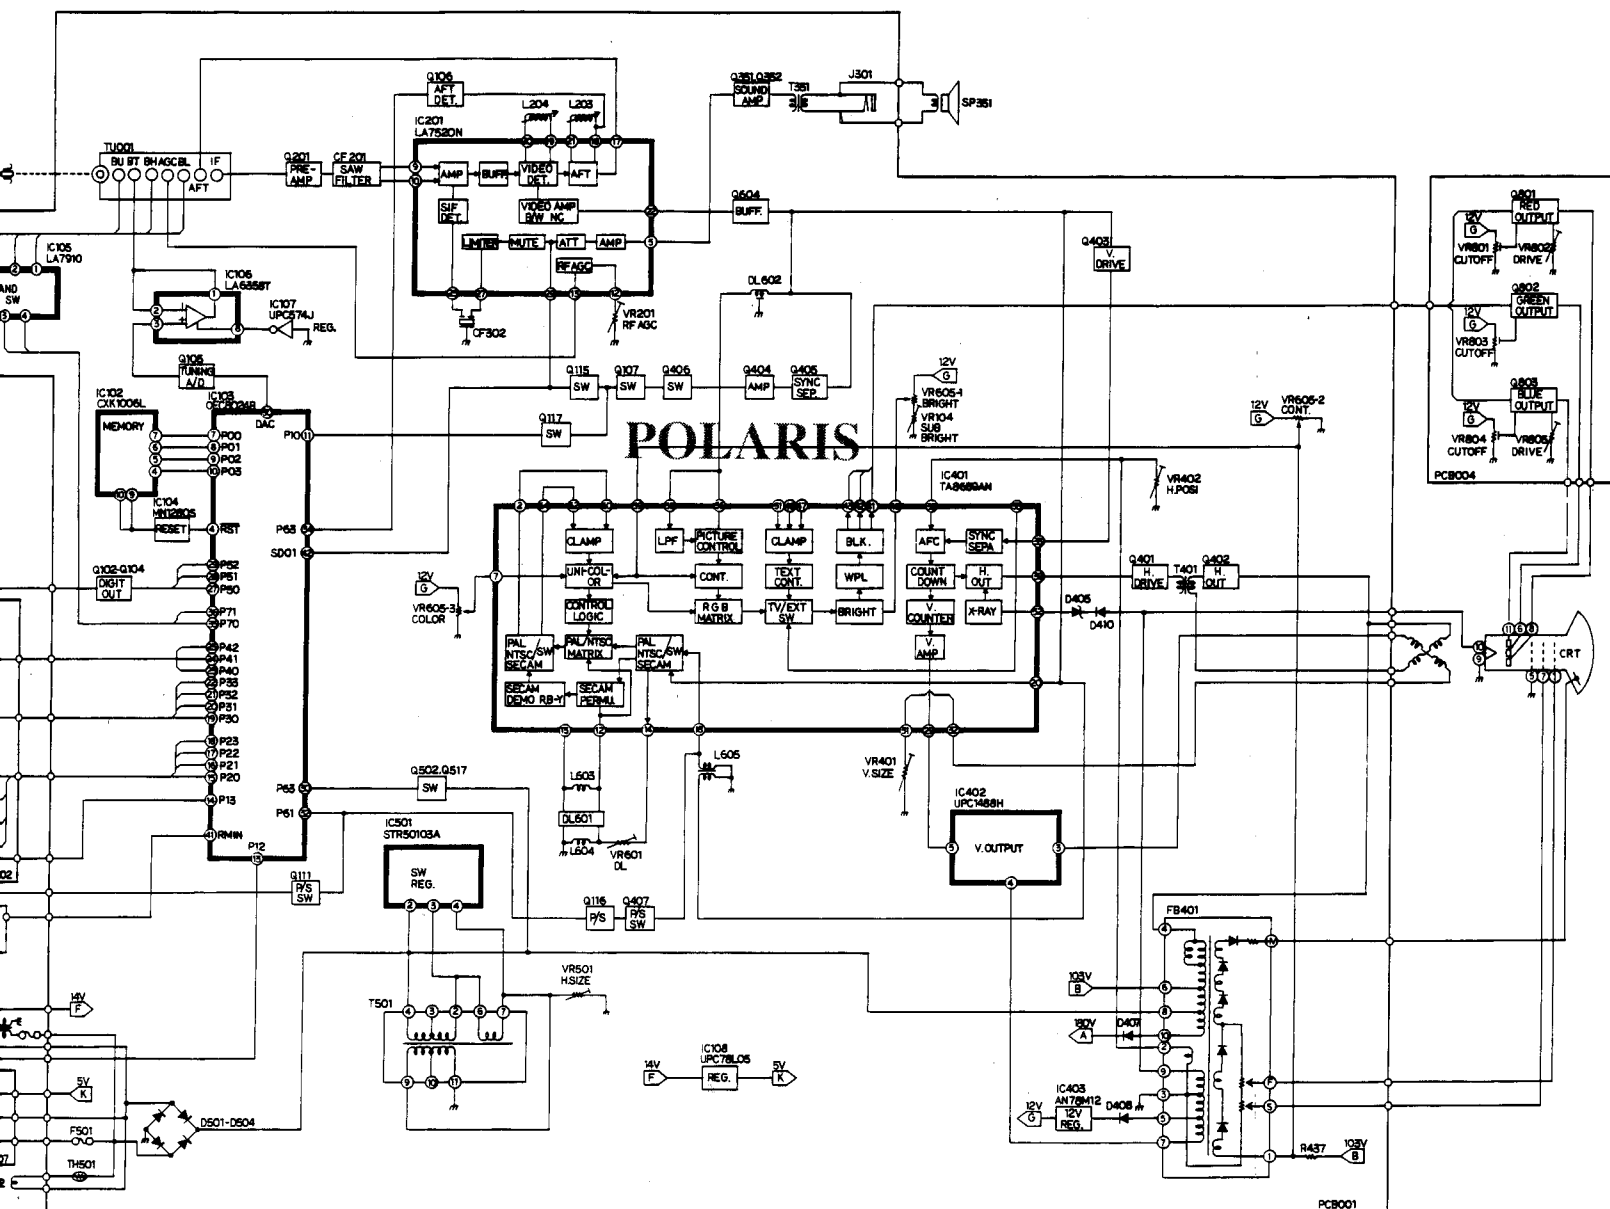 Q106
AFT
DET.
L204
L203
Q351,Q352
SOUND
AMP
T351
J301
SP351
IC201
LA7520N
TU001
BU BT BH AGC BL IF
AFT
Q201
PRE-
AMP
CF201
SAW
FILTER
AMP
BUFF.
VIDEO
DET.
AFT
SIF
DET.
VIDEO AMP
B/W NC
LIMITER
MUTE
ATT
AMP
RF AGC
Q604
BUFF.
Q403
V.
DRIVE
Q801
RED
OUTPUT
12V
G
VR801
CUTOFF
VR802
DRIVE
Q802
GREEN
OUTPUT
12V
G
VR803
CUTOFF
Q803
BLUE
OUTPUT
12V
G
VR804
CUTOFF
VR805
DRIVE
PCB004
IC105
LA7910
AND
SW
IC106
LA6358T
IC107
UPC574J
REG.
CF302
VR201
RF AGC
DL602
Q105
TUNING
A/D
Q115
SW
Q107
SW
Q406
SW
Q404
AMP
Q405
SYNC
SEP.
12V
G
VR605-1
BRIGHT
VR104
SUB
BRIGHT
12V
G
VR605-2
CONT.
IC102
CXK1006L
MEMORY
IC103
DAC
P00
P01
P02
P03
P10
Q117
SW
POLARIS
IC401
TA8659AN
VR402
H.POSI
IC104
MN1280S
RESET
RST
P63
SDO1
Q102-Q104
DIGIT
OUT
P52
P51
P50
P71
P70
P42
P41
P40
P33
P32
P31
P30
P23
P22
P21
P20
P13
RMIN
P12
P63
P61
CLAMP
LPF
PICTURE
CONTROL
CLAMP
BLK.
AFC
SYNC
SEPA
UNI-COL-
OR
CONT.
TEXT
CONT.
WPL
COUNT
DOWN
H.
OUT
CONTROL
LOGIC
RGB
MATRIX
TV/EXT
SW
BRIGHT
V.
COUNTER
X-RAY
PAL
NTSC/
SECAM
SW
PAL/NTSC
MATRIX
PAL
NTSC/
SECAM
SW
V.
AMP
SECAM
DEMO R.B-Y
SECAM
PERMU.
12V
G
VR605-3
COLOR
Q401
H.
DRIVE
T401
Q402
H.
OUT
D405
D410
CRT
L605
L603
DL601
L604
VR601
DL
VR401
V.SIZE
IC402
UPC1488H
V.OUTPUT
Q502,Q517
SW
IC501
STR50103A
SW
REG.
Q111
P/S
SW
Q116
P/S
Q407
P/S
SW
VR501
H.SIZE
T501
FB401
HV
103V
B
180V
A
D407
F
S
IC403
AN78M12
12V
REG.
12V
G
D408
R437
103V
B
14V
F
5V
K
F501
TH501
D501-D504
14V
F
IC108
UPC78L05
REG.
5V
K
PCB001